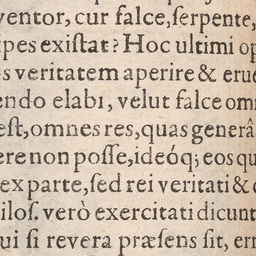 ventor, cur falce, ſerpente,
pes exiſtat? Hoc ultimi op
s veritatem aperire & erue
endo elabi, velut falce om
eſt, omnes res, quas generâ
ere non poſſe, ideóq; eos qu
ex parte, ſed rei veritati &
iloſ. verò exercitati dicunt
ui ſi revera præſens ſit, err